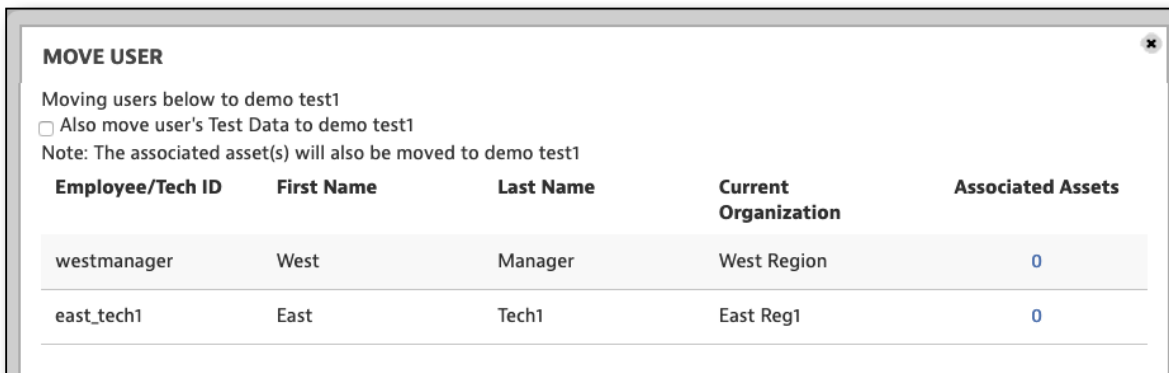 MOVE USER
Moving users below to demo test1
Also move user's Test Data to demo test1
Note: The associated asset(s) will also be moved to demo test1
Employee/Tech ID First Name Last Name Current Organization Associated Assets
westmanager West Manager West Region 0
east_tech1 East Tech1 East Reg1 0